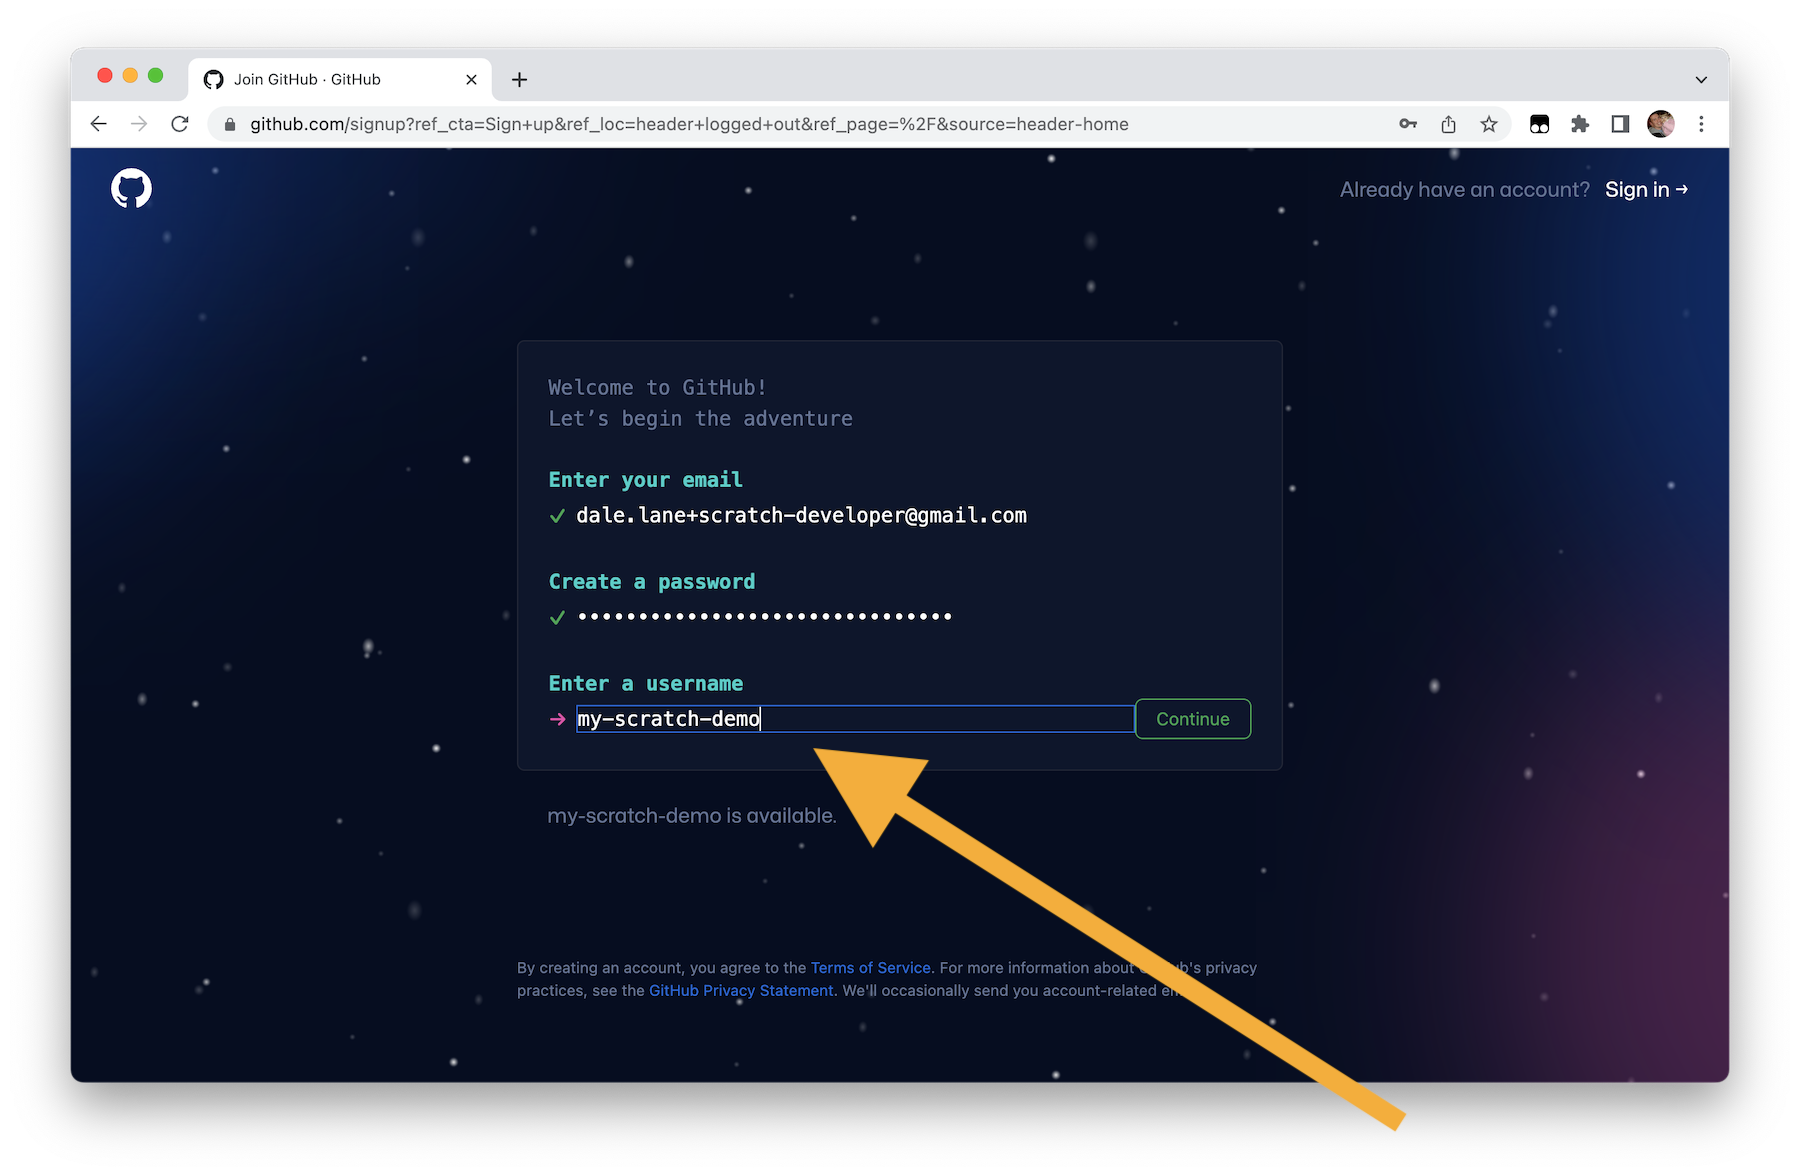 Join GitHub · GitHub
github.com/signup?ref_cta=Sign+up&ref_loc=header+logged+out&ref_page=%2F&source=header-home
Already have an account? Sign in →
Welcome to GitHub!
Let’s begin the adventure
Enter your email
✓ dale.lane+scratch-developer@gmail.com
Create a password
✓ •••••••••••••••••••••••••••••••
Enter a username
→ my-scratch-demo Continue
my-scratch-demo is available.
By creating an account, you agree to the Terms of Service. For more information about privacy
practices, see the GitHub Privacy Statement. We'll occasionally send you account-related